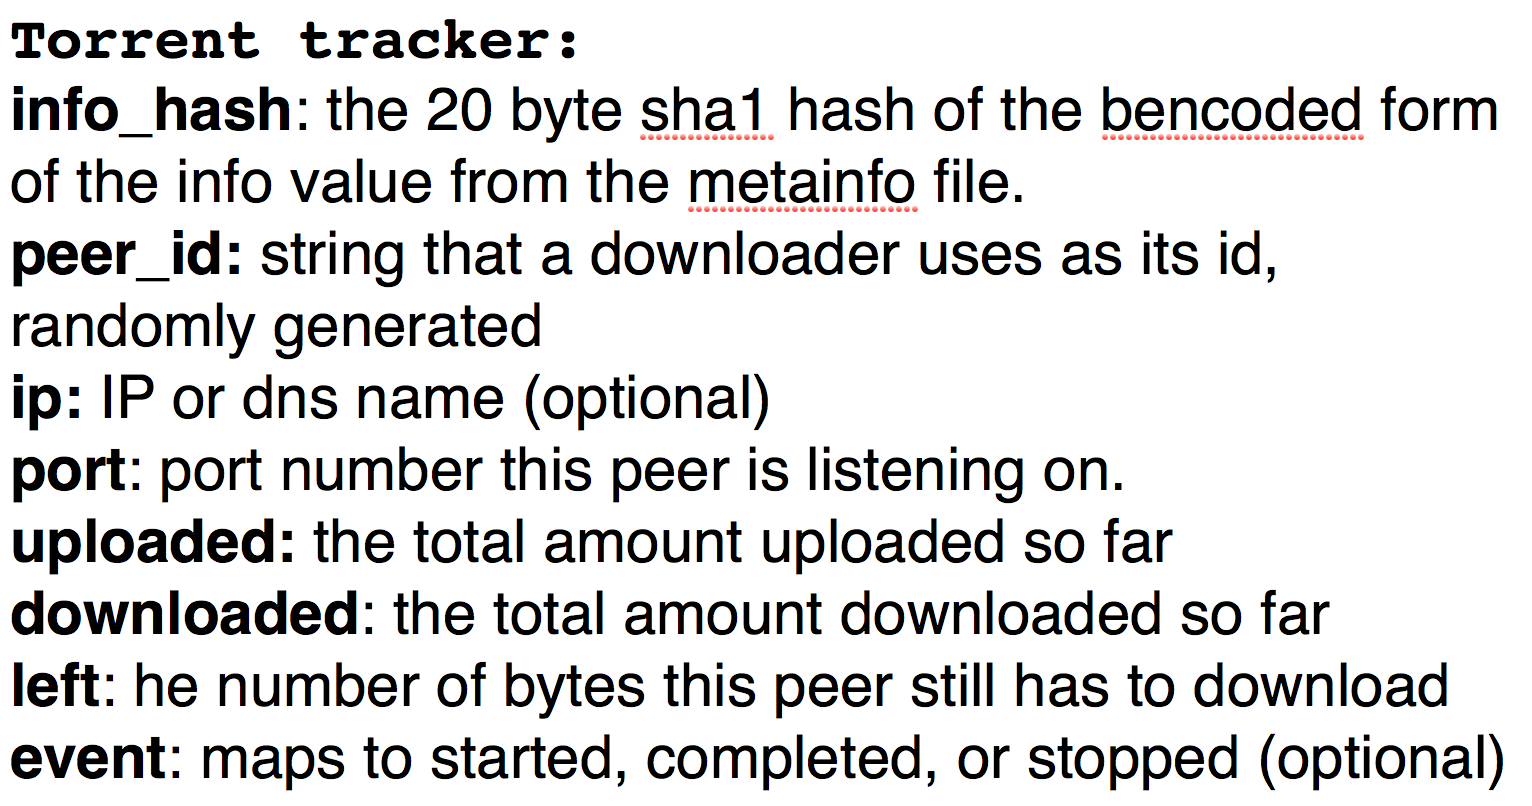 Torrent tracker:
info_hash: the 20 byte sha1 hash of the bencoded form
of the info value from the metainfo file.
peer_id: string that a downloader uses as its id,
randomly generated
ip: IP or dns name (optional)
port: port number this peer is listening on.
uploaded: the total amount uploaded so far
downloaded: the total amount downloaded so far
left: he number of bytes this peer still has to download
event: maps to started, completed, or stopped (optional)